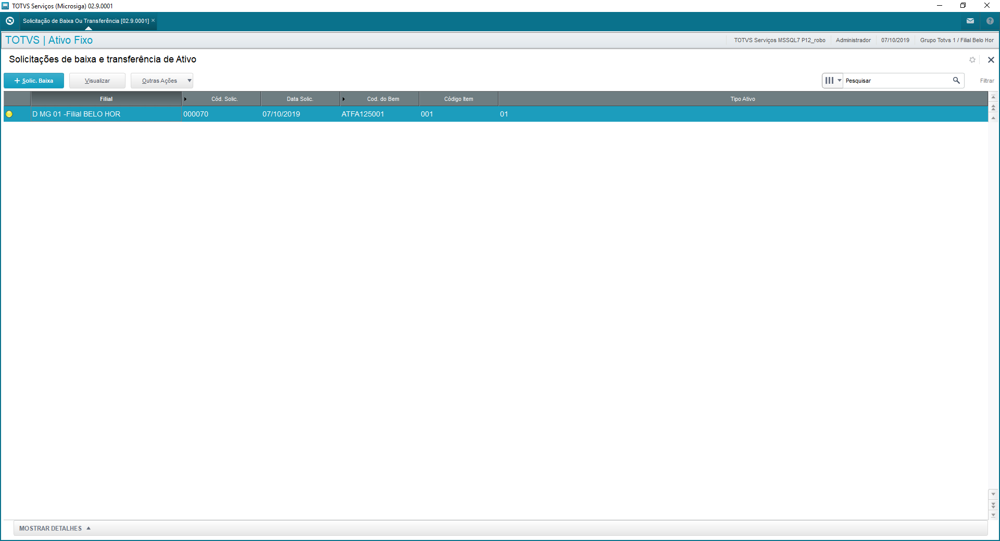 TOTVS Serviços (Microsiga) 02.9.0001
Solicitação de Baixa Ou Transferência [02.9.0001] ×
?
TOTVS | Ativo Fixo
TOTVS Serviços MSSQL7 P12_robo
Administrador
07/10/2019
Grupo Totvs 1 / Filial Belo Hor
Solicitações de baixa e transferência de Ativo
+ Solic. Baixa
Visualizar
Outras Ações
Pesquisar
Filtrar
Filial
Cód. Solic.
Data Solic.
Cod. do Bem
Código Item
Tipo Ativo
D MG 01 -Filial BELO HOR
000070
07/10/2019
ATFA125001
001
01
MOSTRAR DETALHES